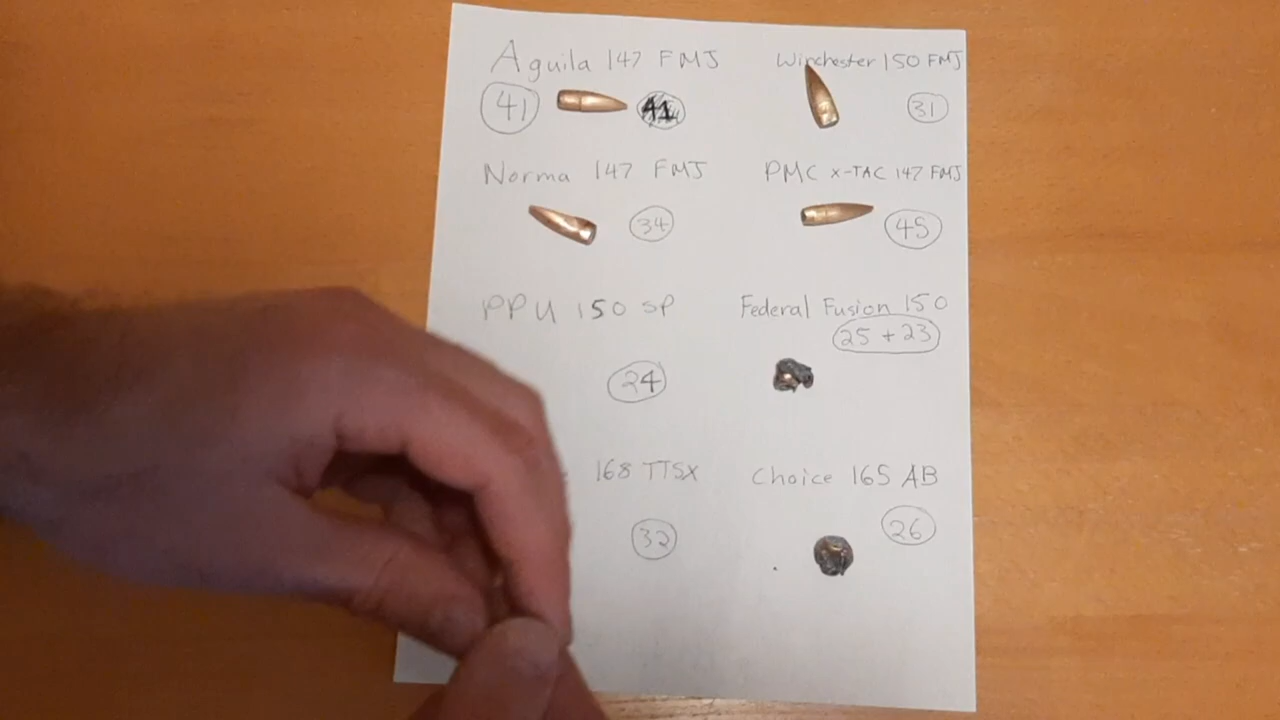 Aguila 147 FMJ
41 41
Winchester 150 FMJ
31
Norma 147 FMJ
34
PMC X-TAC 147 FMJ
45
PPU 150 SP
24
Federal Fusion 150
25 + 23
168 TTSX
32
Choice 165 AB
26